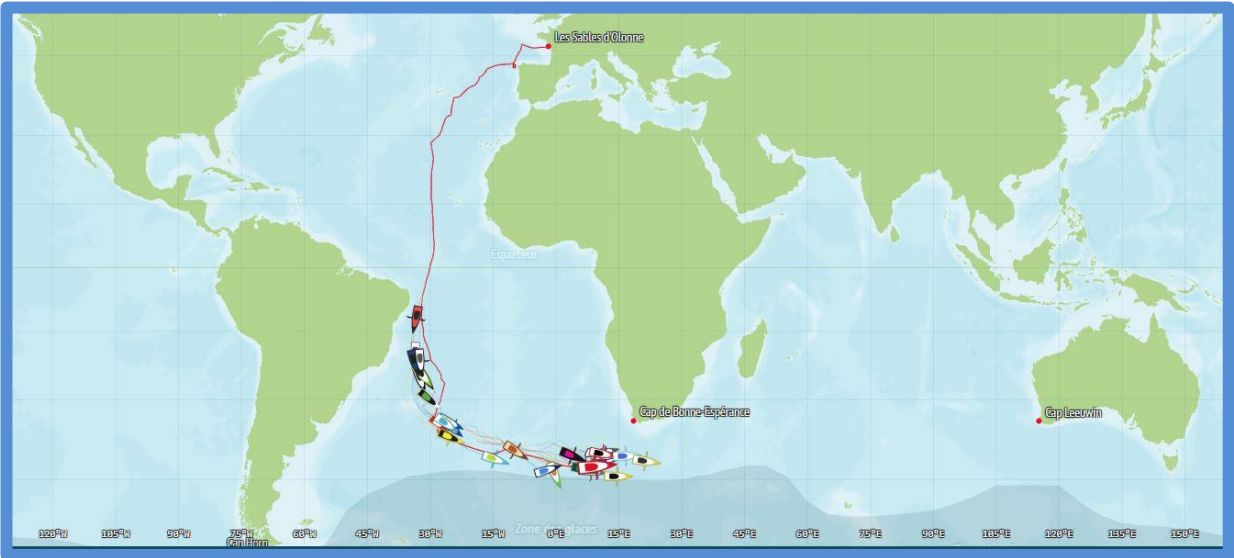 Les Sables d'Olonne
Equateur
Cap de Bonne-Espérance
Cap Leeuwin
Zone des glaces
120°W 105°W 90°W 75°W 60°W 45°W 30°W 15°W 0°E 15°E 30°E 45°E 60°E 75°E 90°E 105°E 120°E 135°E 150°E
Cap Horn